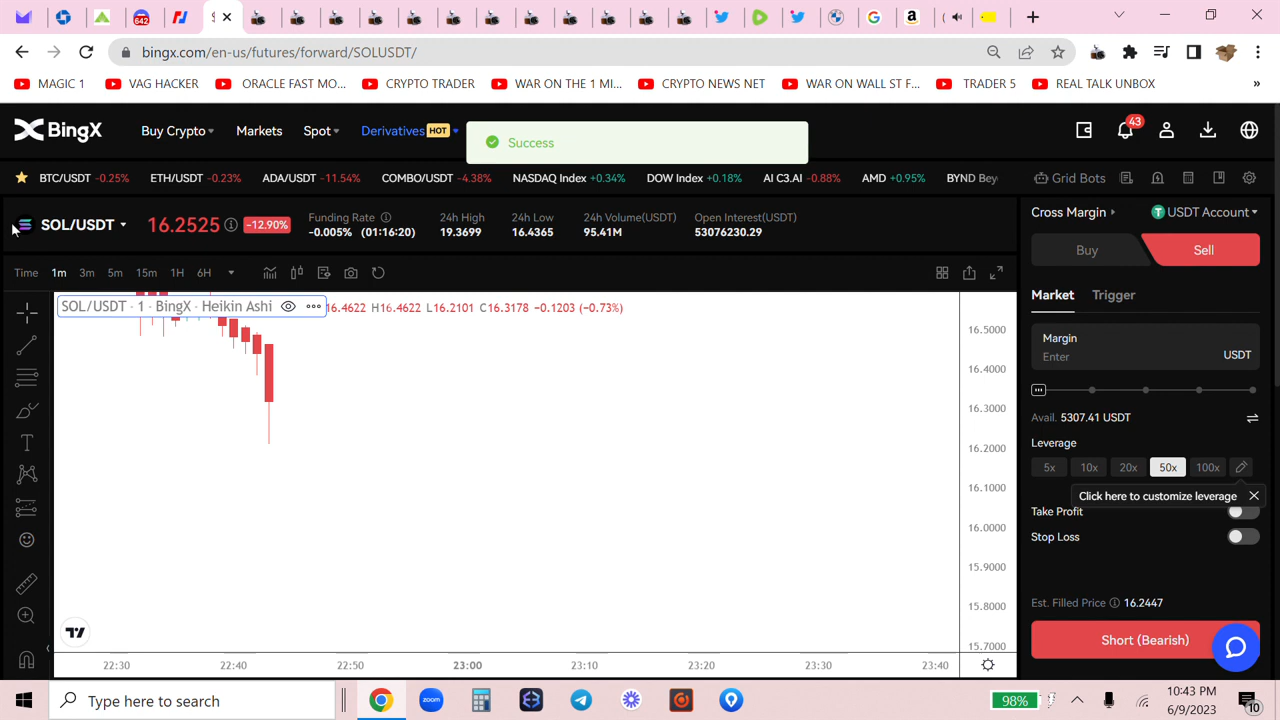 642
bingx.com/en-us/futures/forward/SOLUSDT/
MAGIC 1 VAG HACKER ORACLE FAST MO... CRYPTO TRADER WAR ON THE 1 MI... CRYPTO NEWS NET WAR ON WALL ST F... TRADER 5 REAL TALK UNBOX »
BingX Buy Crypto Markets Spot Derivatives HOT 43
Success
BTC/USDT -0.25% ETH/USDT -0.23% ADA/USDT -11.54% COMBO/USDT -4.38% NASDAQ Index +0.34% DOW Index +0.18% AI C3.AI -0.88% AMD +0.95% BYND Bey Grid Bots
SOL/USDT 16.2525 -12.90%
Funding Rate 24h High 24h Low 24h Volume(USDT) Open Interest(USDT)
-0.005% (01:16:20) 19.3699 16.4365 95.41M 53076230.29
Time 1m 3m 5m 15m 1H 6H
SOL/USDT · 1 · BingX · Heikin Ashi 16.4622 H16.4622 L16.2101 C16.3178 −0.1203 (−0.73%)
16.5000
16.4000
16.3000
16.2000
16.1000
16.0000
15.9000
15.8000
15.7000
22:30 22:40 22:50 23:00 23:10 23:20 23:30 23:40
Cross Margin USDT Account
Buy Sell
Market Trigger
Margin
Enter USDT
Avail. 5307.41 USDT
Leverage
5x 10x 20x 50x 100x
Click here to customize leverage
Take Profit
Stop Loss
Est. Filled Price 16.2447
Short (Bearish)
Type here to search zoom 98% 10:43 PM
6/9/2023 10